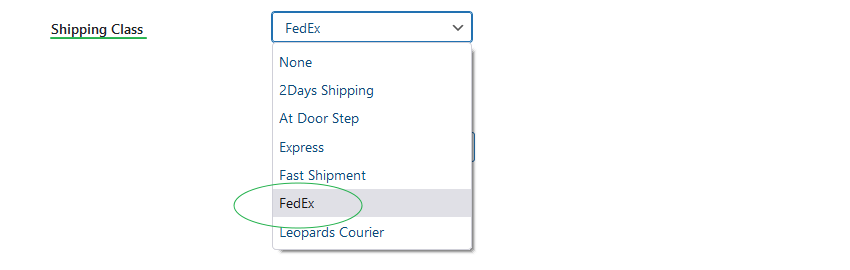 Shipping Class
FedEx
None
2Days Shipping
At Door Step
Express
Fast Shipment
FedEx
Leopards Courier